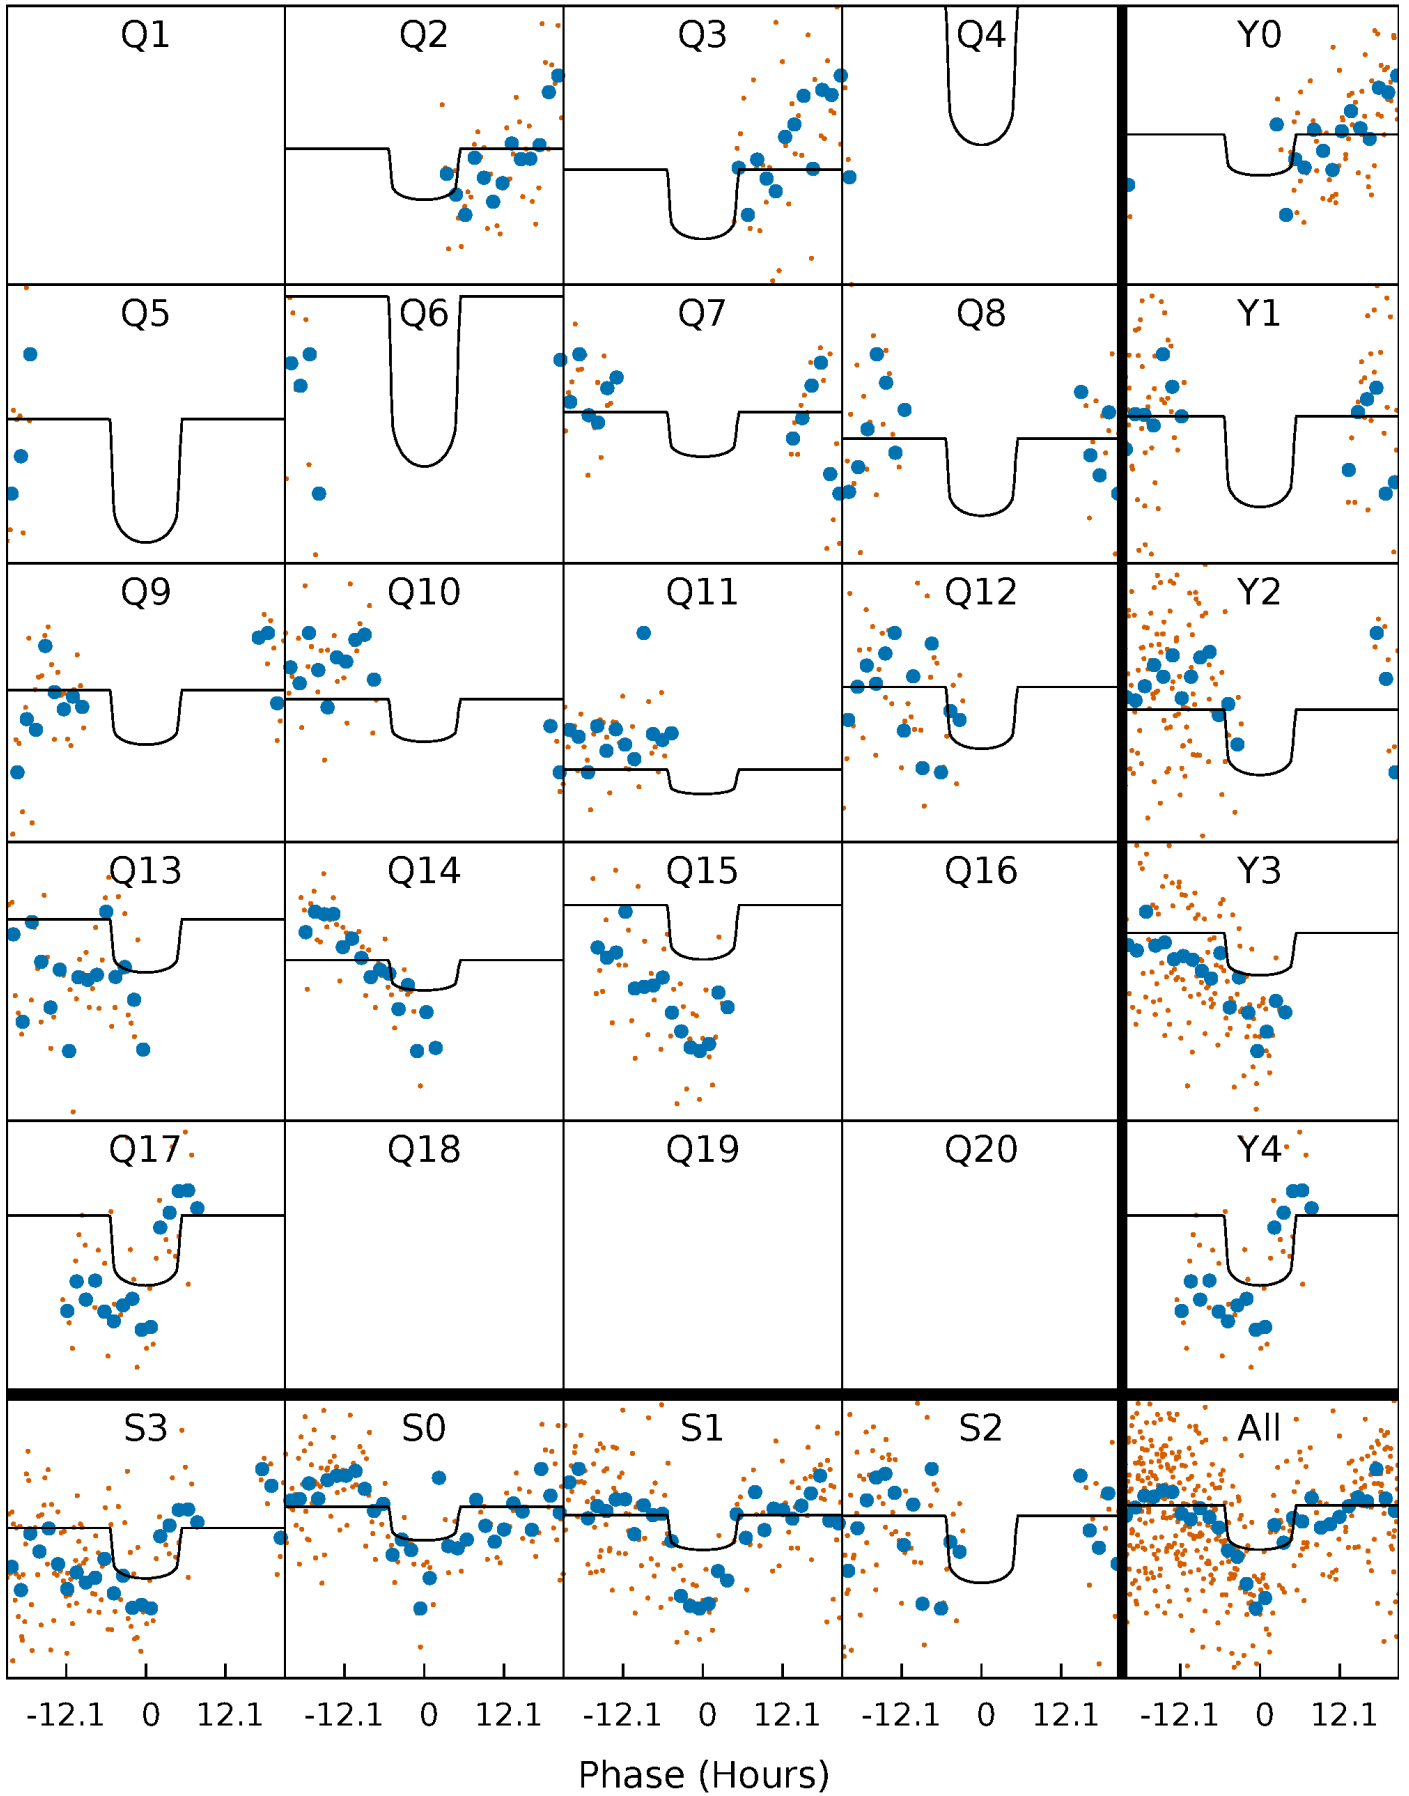 Q1 Q2 Q3 Q4 Y0
Q5 Q6 Q7 Q8 Y1
Q9 Q10 Q11 Q12 Y2
Q13 Q14 Q15 Q16 Y3
Q17 Q18 Q19 Q20 Y4
S3 S0 S1 S2 All
-12.1 0 12.1 -12.1 0 12.1 -12.1 0 12.1 -12.1 0 12.1 -12.1 0 12.1
Phase (Hours)